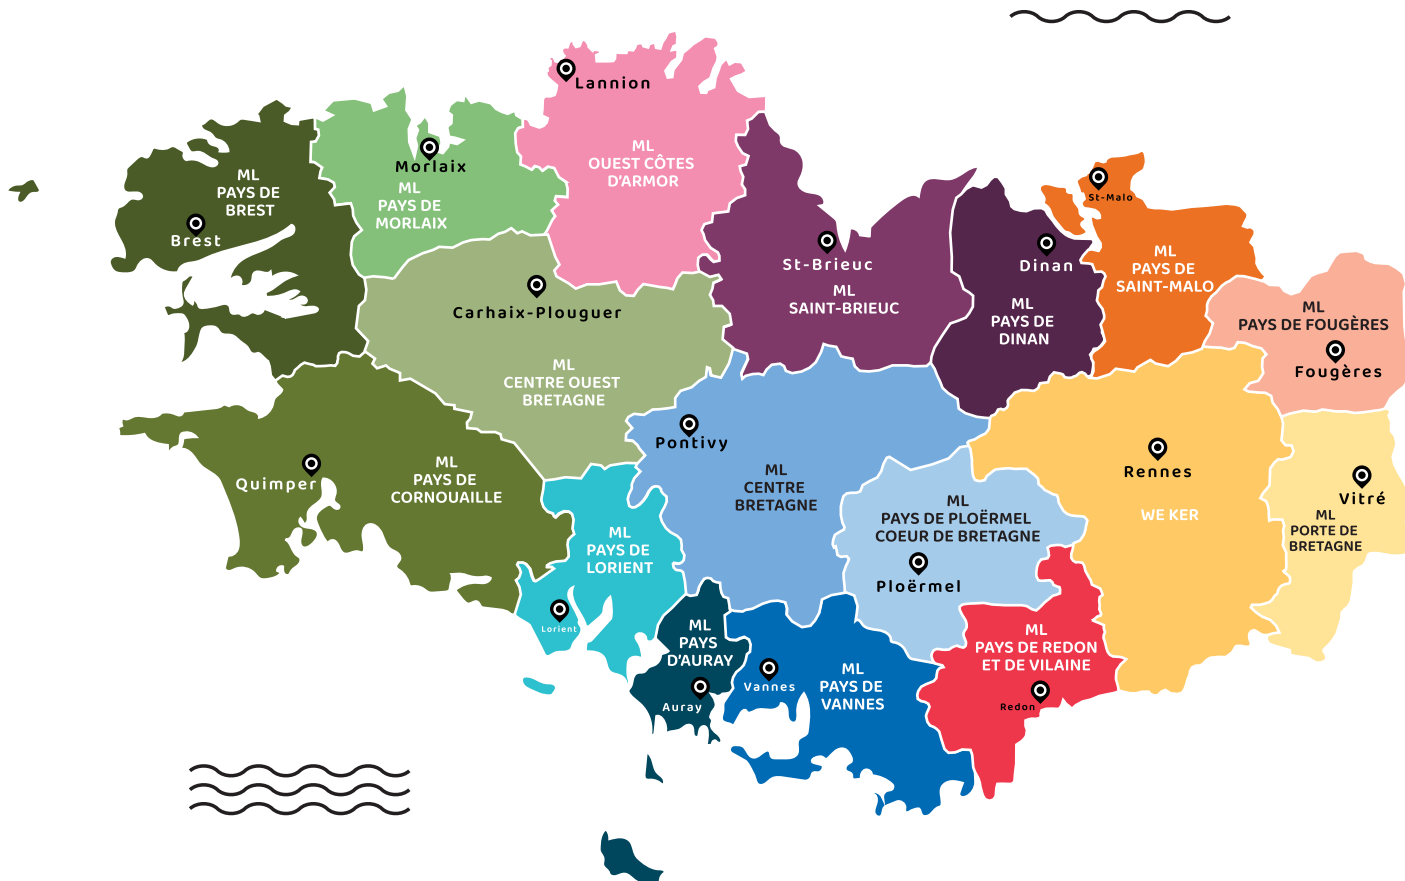 Lannion
ML
OUEST CÔTES
D'ARMOR
Morlaix
ML
PAYS DE
MORLAIX
ML
PAYS DE
BREST
Brest
St-Malo
ML
PAYS DE
SAINT-MALO
St-Brieuc
ML
SAINT-BRIEUC
Dinan
ML
PAYS DE
DINAN
Carhaix-Plouguer
ML
CENTRE OUEST
BRETAGNE
ML
PAYS DE FOUGÈRES
Fougères
Quimper
ML
PAYS DE
CORNOUAILLE
Pontivy
ML
CENTRE
BRETAGNE
Rennes
WE KER
Vitré
ML
PORTE DE
BRETAGNE
ML
PAYS DE PLOËRMEL
COEUR DE BRETAGNE
Ploërmel
ML
PAYS DE
LORIENT
Lorient
ML
PAYS
D'AURAY
Auray
Vannes
ML
PAYS DE
VANNES
ML
PAYS DE REDON
ET DE VILAINE
Redon